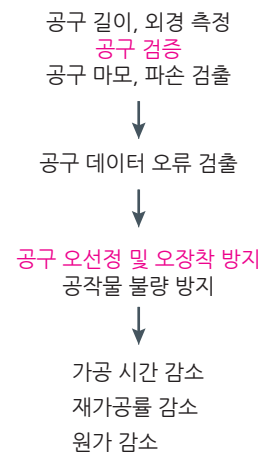 공구 길이, 외경 측정
공구 검증
공구 마모, 파손 검출
공구 데이터 오류 검출
공구 오선정 및 오장착 방지
공작물 불량 방지
가공 시간 감소
재가공률 감소
원가 감소